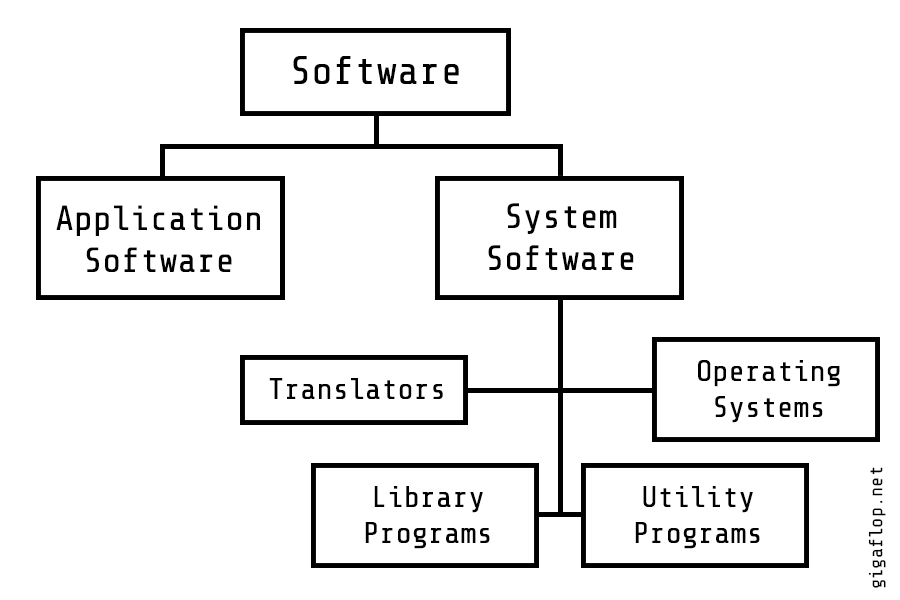 Software
Application
Software
System
Software
Translators
Operating
Systems
Library
Programs
Utility
Programs
gigaflop.net